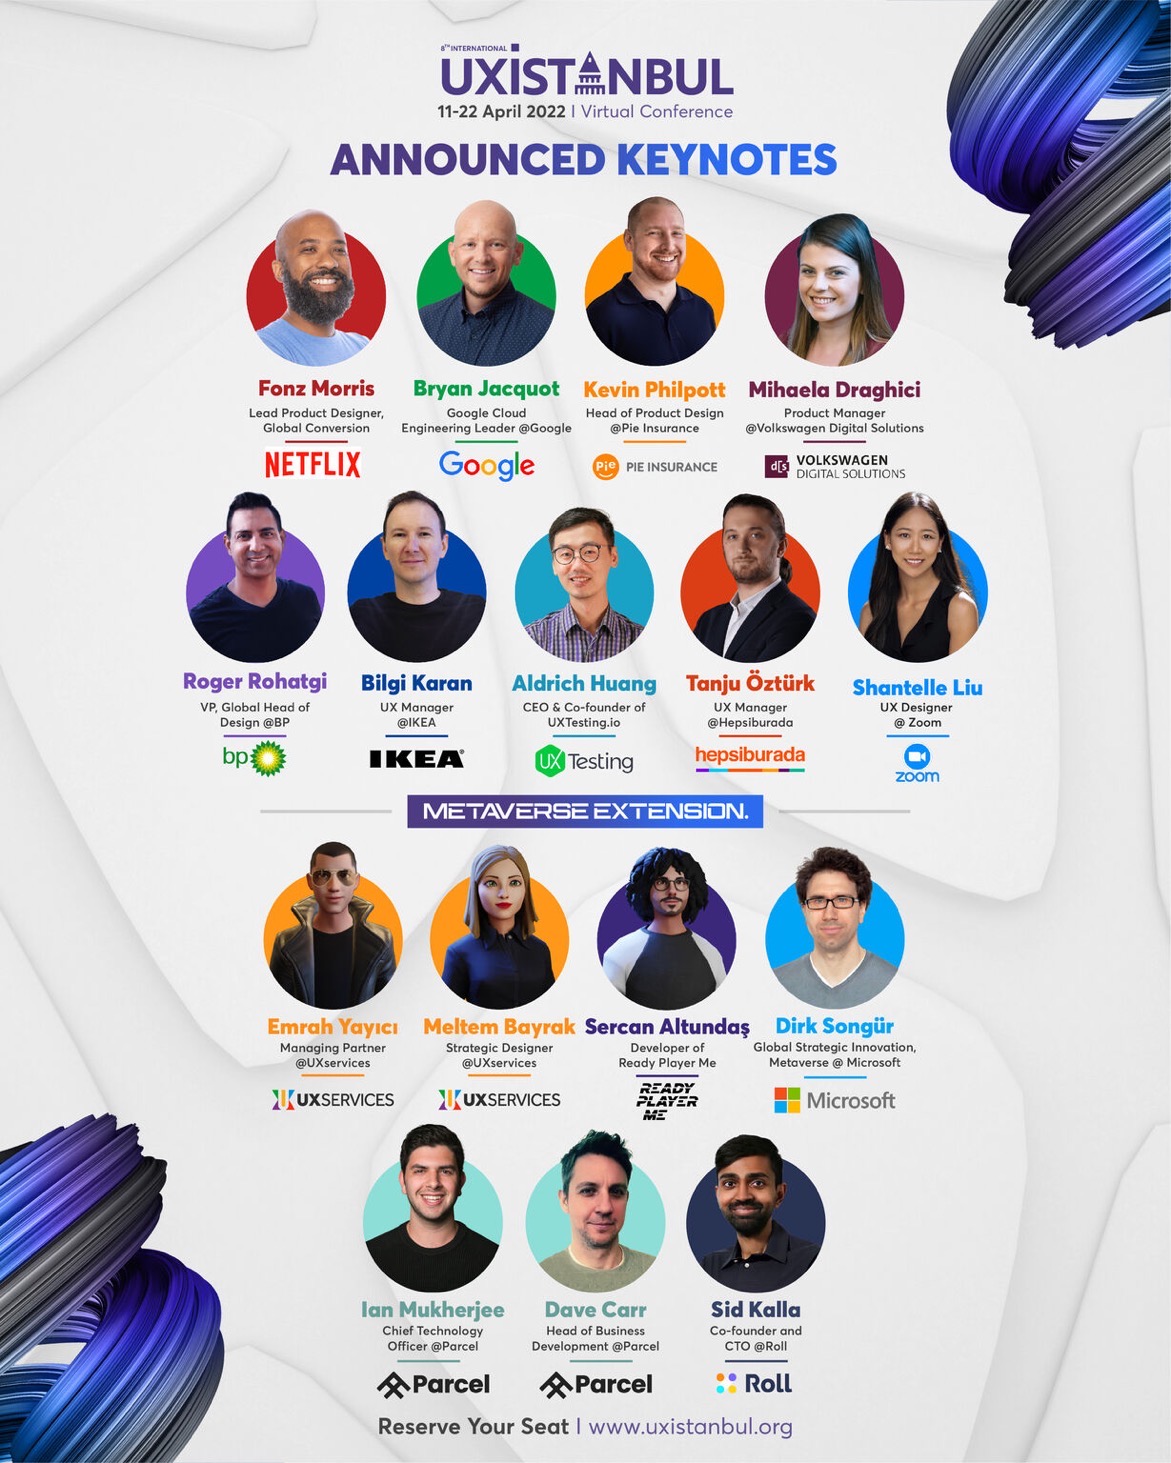 8TH INTERNATIONAL
UXISTANBUL
11-22 April 2022 | Virtual Conference
ANNOUNCED KEYNOTES
Fonz Morris
Lead Product Designer,
Global Conversion
NETFLIX
Bryan Jacquot
Google Cloud
Engineering Leader @Google
Google
Kevin Philpott
Head of Product Design
@Pie Insurance
Pie PIE INSURANCE
Mihaela Draghici
Product Manager
@Volkswagen Digital Solutions
d[s VOLKSWAGEN
DIGITAL SOLUTIONS
Roger Rohatgi
VP, Global Head of
Design @BP
bp
Bilgi Karan
UX Manager
@IKEA
IKEA®
Aldrich Huang
CEO & Co-founder of
UXTesting.io
UX Testing
Tanju Öztürk
UX Manager
@Hepsiburada
hepsiburada
Shantelle Liu
UX Designer
@ Zoom
zoom
METAVERSE EXTENSION.
Emrah Yayıcı
Managing Partner
@UXservices
UXSERVICES
Meltem Bayrak
Strategic Designer
@UXservices
UXSERVICES
Sercan Altundaş
Developer of
Ready Player Me
READY
PLAYER
ME
Dirk Songür
Global Strategic Innovation,
Metaverse @ Microsoft
Microsoft
Ian Mukherjee
Chief Technology
Officer @Parcel
Parcel
Dave Carr
Head of Business
Development @Parcel
Parcel
Sid Kalla
Co-founder and
CTO @Roll
Roll
Reserve Your Seat | www.uxistanbul.org